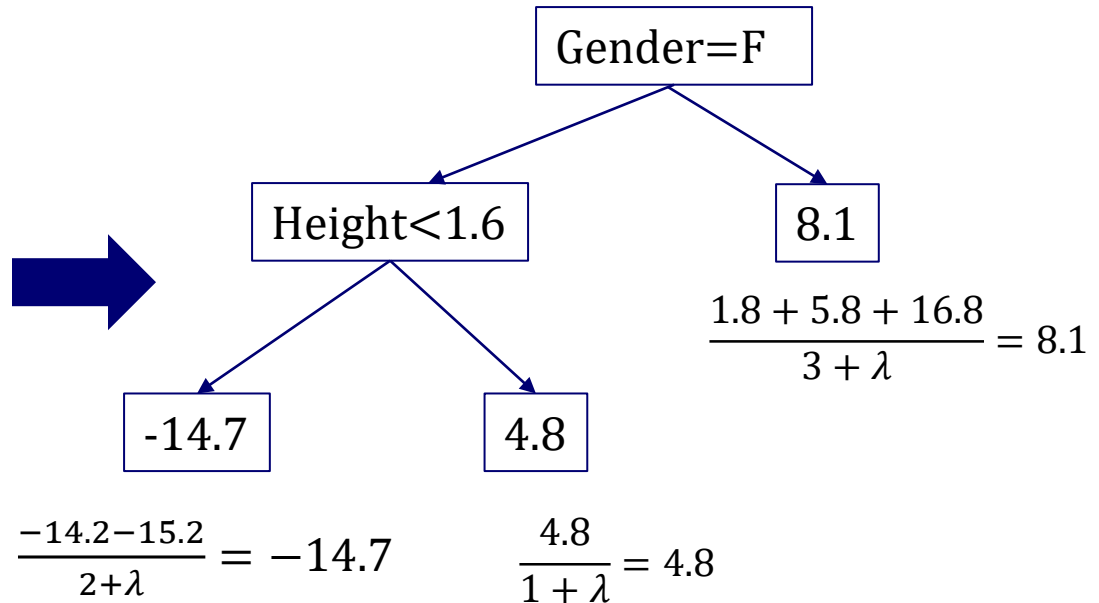 Gender=F
Height<1.6
8.1
1.8 + 5.8 + 16.8
3 + λ
= 8.1
-14.7
4.8
−14.2−15.2
2+λ
= −14.7
4.8
1 + λ
= 4.8